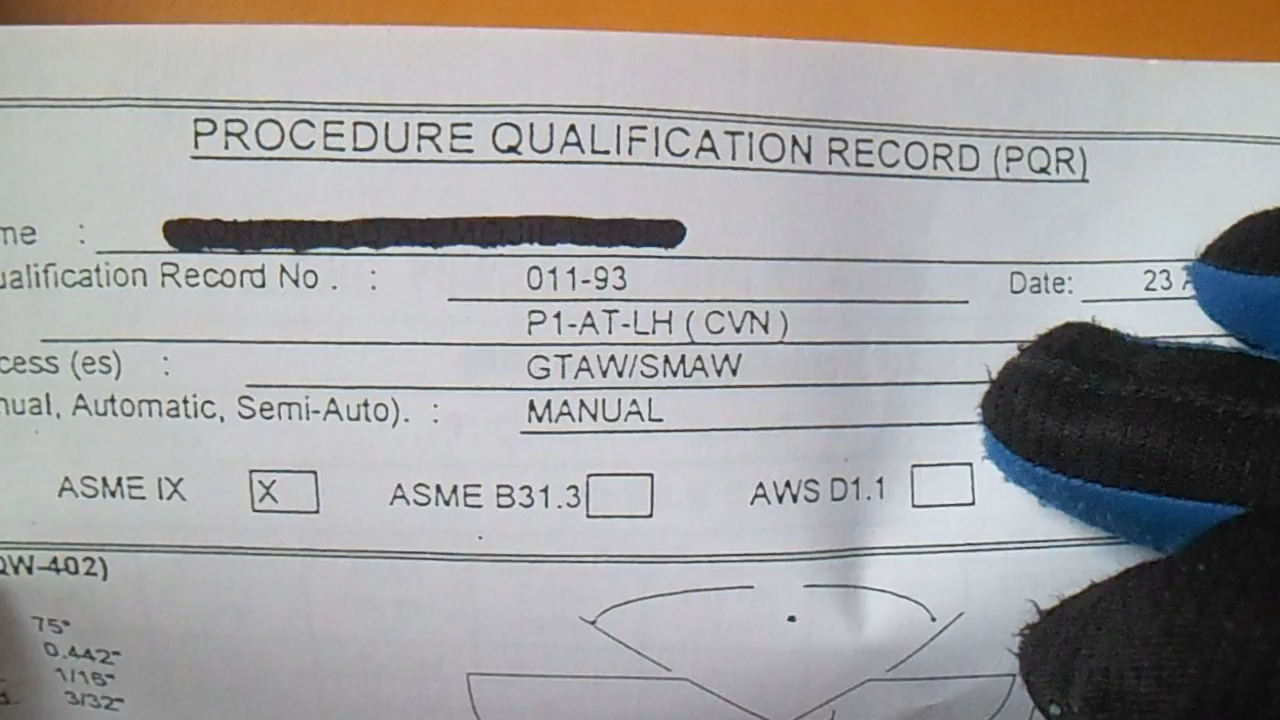 PROCEDURE QUALIFICATION RECORD (PQR)
me :
ualification Record No . : 011-93 Date: 23
P1-AT-LH ( CVN )
cess (es) : GTAW/SMAW
nual, Automatic, Semi-Auto). : MANUAL
ASME IX X ASME B31.3 AWS D1.1
QW-402)
75°
0.442"
1/16"
3/32"